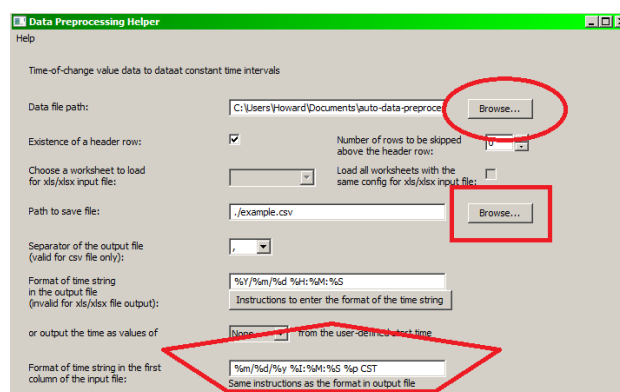 Data Preprocessing Helper
Help
Time-of-change value data to dataat constant time intervals
Data file path:
C:\Users\Howard\Documents\auto-data-preproce
Browse...
Existence of a header row:
Number of rows to be skipped
above the header row:
0
Choose a worksheet to load
for xls/xlsx input file:
Load all worksheets with the
same config for xls/xlsx input file:
Path to save file:
./example.csv
Browse...
Separator of the output file
(valid for csv file only):
,
Format of time string
in the output file
(invalid for xls/xlsx file output):
%Y/%m/%d %H:%M:%S
Instructions to enter the format of the time string
or output the time as values of
None
from the user-defined start time
Format of time string in the first
column of the input file:
%m/%d/%y %I:%M:%S %p CST
Same instructions as the format in output file